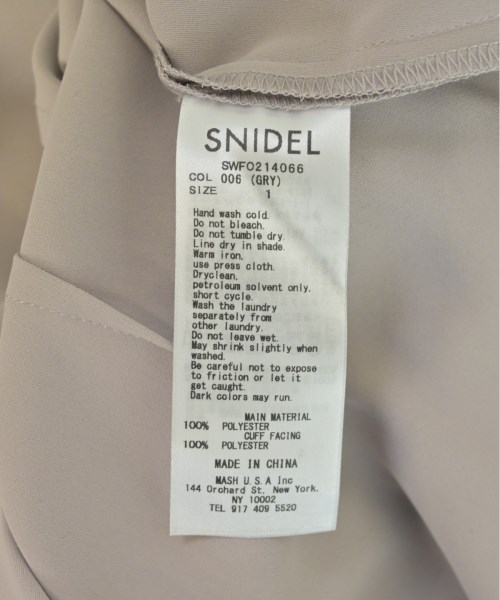 SNIDEL
SWFO214066
COL 006 (GRY)
SIZE 1
Hand wash cold.
Do not bleach.
Do not tumble dry.
Line dry in shade.
Warm iron,
use press cloth.
Dryclean,
petroleum solvent only.
short cycle.
Wash the laundry
separately from
other laundry.
Do not leave wet.
May shrink slightly when
washed.
Be careful not to expose
to friction or let it
get caught.
Dark colors may run.
MAIN MATERIAL
100% POLYESTER
CUFF FACING
100% POLYESTER
MADE IN CHINA
MASH U.S.A Inc
144 Orchard St. New York.
NY 10002
TEL 917 409 5520